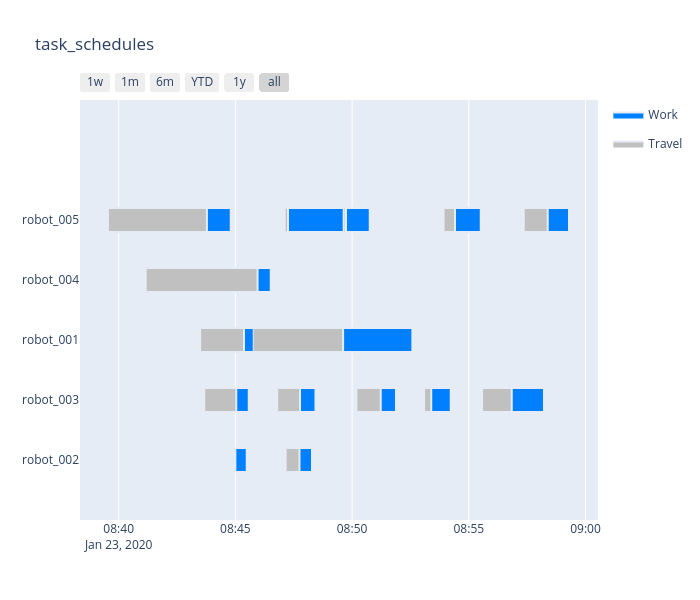 task_schedules
1w 1m 6m YTD 1y all
Work
Travel
robot_005
robot_004
robot_001
robot_003
robot_002
08:40 08:45 08:50 08:55 09:00
Jan 23, 2020